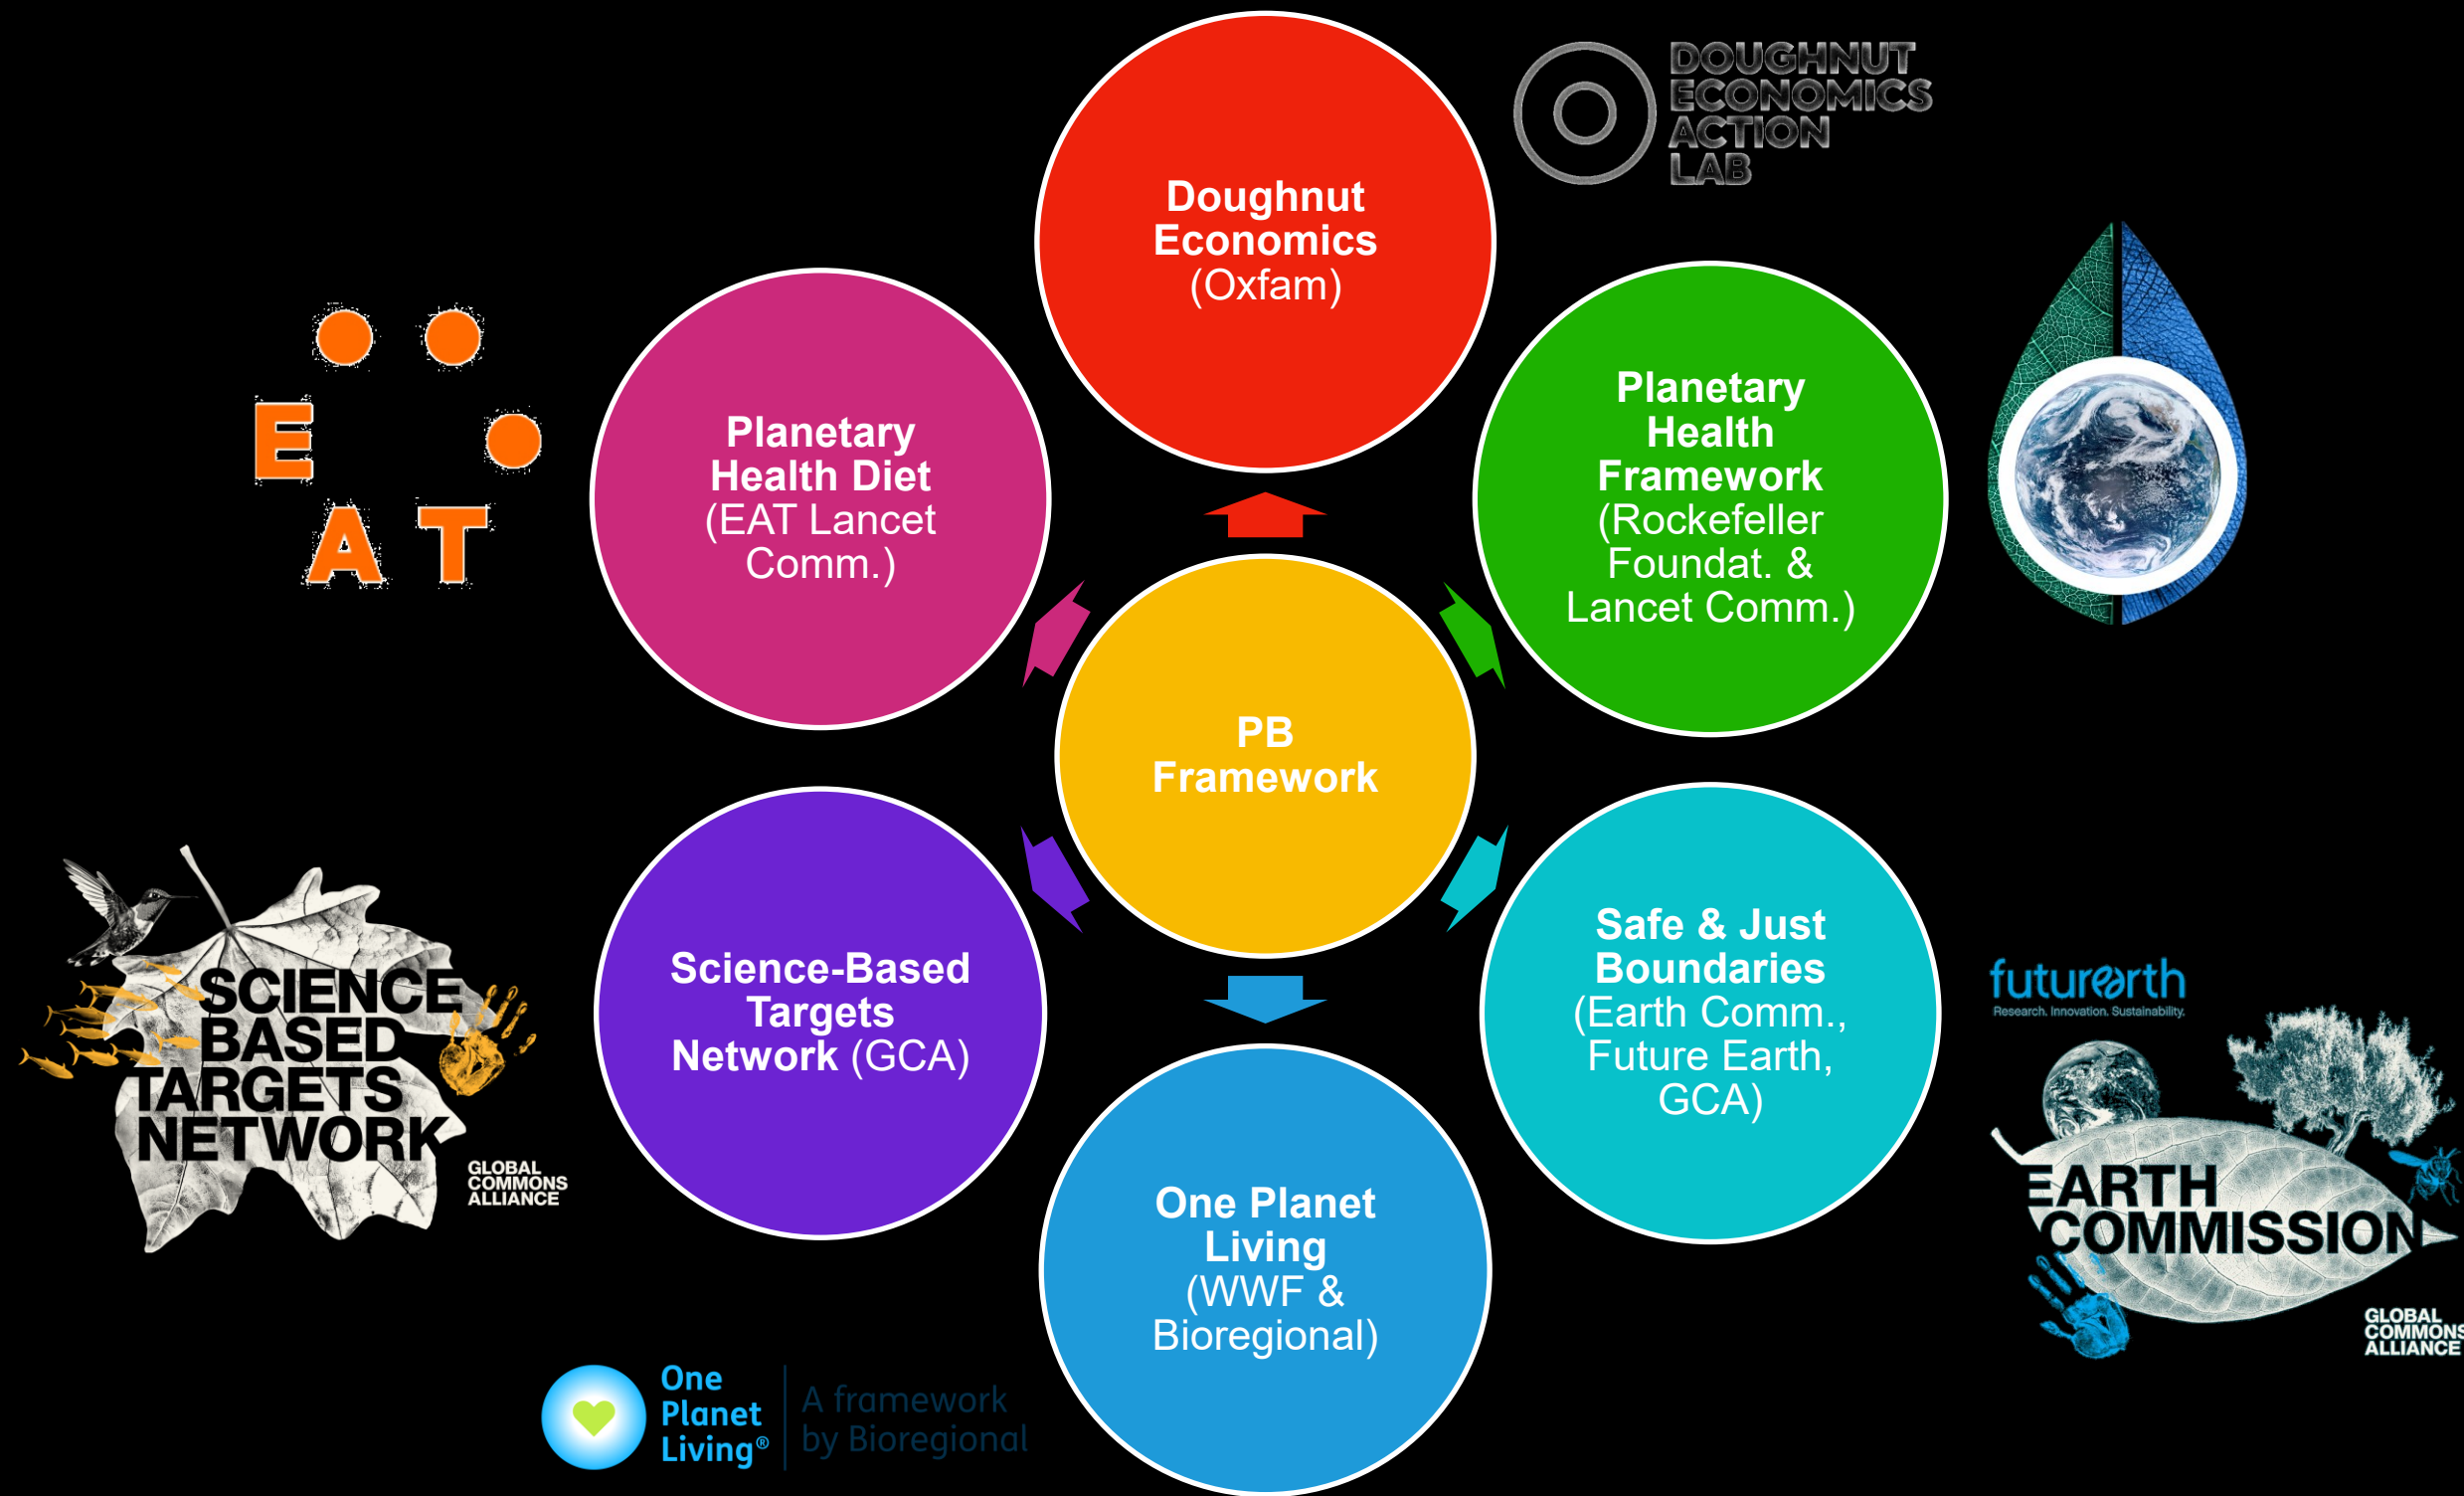 DOUGHNUT
ECONOMICS
ACTION
LAB
Doughnut
Economics
(Oxfam)
Planetary
Health Diet
(EAT Lancet
Comm.)
E
A T
Planetary
Health
Framework
(Rockefeller
Foundat. &
Lancet Comm.)
PB
Framework
Science-Based
Targets
Network (GCA)
SCIENCE
BASED
TARGETS
NETWORK
GLOBAL
COMMONS
ALLIANCE
Safe & Just
Boundaries
(Earth Comm.,
Future Earth,
GCA)
futurearth
Research. Innovation. Sustainability.
EARTH
COMMISSION
GLOBAL
COMMONS
ALLIANCE
One Planet
Living
(WWF &
Bioregional)
One
Planet
Living®
A framework
by Bioregional